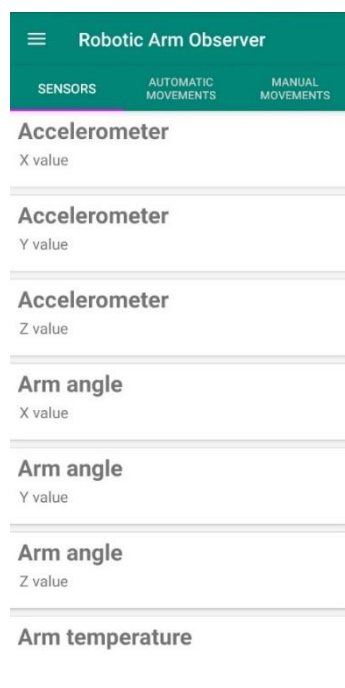 Robotic Arm Observer
SENSORS
AUTOMATIC
MOVEMENTS
MANUAL
MOVEMENTS
Accelerometer
X value
Accelerometer
Y value
Accelerometer
Z value
Arm angle
X value
Arm angle
Y value
Arm angle
Z value
Arm temperature